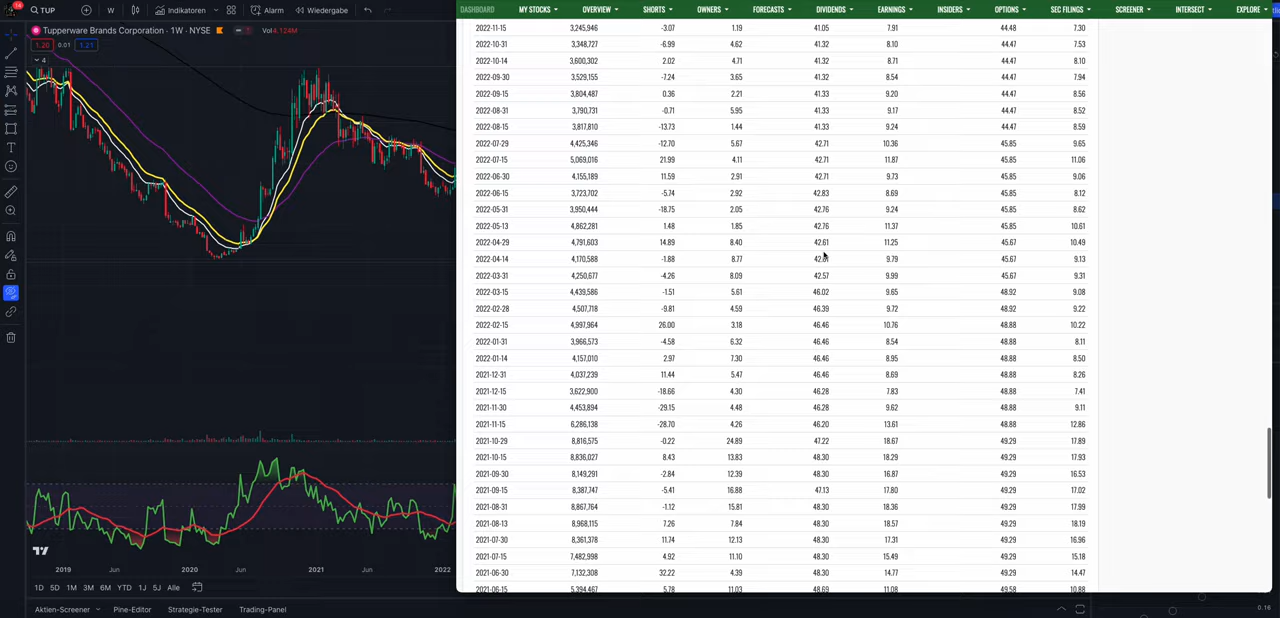 14
TUP
W
Indikatoren
Alarm
Wiedergabe
Tupperware Brands Corporation · 1W · NYSE
Vol 4.124M
1.20 0.01 1.21
4
2019 Jun 2020 Jun 2021 Jun 2022
1D 5D 1M 3M 6M YTD 1J 5J Alle
Aktien-Screener Pine-Editor Strategie-Tester Trading-Panel
DASHBOARD MY STOCKS OVERVIEW SHORTS OWNERS FORECASTS DIVIDENDS EARNINGS INSIDERS OPTIONS SEC FILINGS SCREENER INTERSECT EXPLORE
2022-11-15 3,245,946 -3.07 1.19 41.05 7.91 44.48 7.30
2022-10-31 3,348,727 -6.99 4.62 41.32 8.10 44.47 7.53
2022-10-14 3,600,302 2.02 4.71 41.32 8.71 44.47 8.10
2022-09-30 3,529,155 -7.24 3.65 41.32 8.54 44.47 7.94
2022-09-15 3,804,487 0.36 2.21 41.33 9.20 44.47 8.56
2022-08-31 3,790,731 -0.71 5.95 41.33 9.17 44.47 8.52
2022-08-15 3,817,810 -13.73 1.44 41.33 9.24 44.47 8.59
2022-07-29 4,425,346 -12.70 5.67 42.71 10.36 45.85 9.65
2022-07-15 5,069,016 21.99 4.11 42.71 11.87 45.85 11.06
2022-06-30 4,155,189 11.59 2.91 42.71 9.73 45.85 9.06
2022-06-15 3,723,702 -5.74 2.92 42.83 8.69 45.85 8.12
2022-05-31 3,950,444 -18.75 2.05 42.76 9.24 45.85 8.62
2022-05-13 4,862,281 1.48 1.85 42.76 11.37 45.85 10.61
2022-04-29 4,791,603 14.89 8.40 42.61 11.25 45.67 10.49
2022-04-14 4,170,588 -1.88 8.77 9.79 45.67 9.13
2022-03-31 4,250,677 -4.26 8.09 42.57 9.99 45.67 9.31
2022-03-15 4,439,586 -1.51 5.61 46.02 9.65 48.92 9.08
2022-02-28 4,507,718 -9.81 4.59 46.39 9.72 48.92 9.22
2022-02-15 4,997,964 26.00 3.18 46.46 10.76 48.88 10.22
2022-01-31 3,966,573 -4.58 6.32 46.46 8.54 48.88 8.11
2022-01-14 4,157,010 2.97 7.30 46.46 8.95 48.88 8.50
2021-12-31 4,037,239 11.44 5.47 46.46 8.69 48.88 8.26
2021-12-15 3,622,900 -18.66 4.30 46.28 7.83 48.88 7.41
2021-11-30 4,453,894 -29.15 4.48 46.28 9.62 48.88 9.11
2021-11-15 6,286,138 -28.70 4.26 46.20 13.61 48.88 12.86
2021-10-29 8,816,575 -0.22 24.89 47.22 18.67 49.29 17.89
2021-10-15 8,836,027 8.43 13.83 48.30 18.29 49.29 17.93
2021-09-30 8,149,291 -2.84 12.39 48.30 16.87 49.29 16.53
2021-09-15 8,387,747 -5.41 16.88 47.13 17.80 49.29 17.02
2021-08-31 8,867,764 -1.12 15.81 48.30 18.36 49.29 17.99
2021-08-13 8,968,115 7.26 7.84 48.30 18.57 49.29 18.19
2021-07-30 8,361,378 11.74 12.13 48.30 17.31 49.29 16.96
2021-07-15 7,482,998 4.92 11.10 48.30 15.49 49.29 15.18
2021-06-30 7,132,308 32.22 4.39 48.30 14.77 49.29 14.47
2021-06-15 5,394,467 5.78 11.03 48.69 11.08 49.58 10.88
0.16